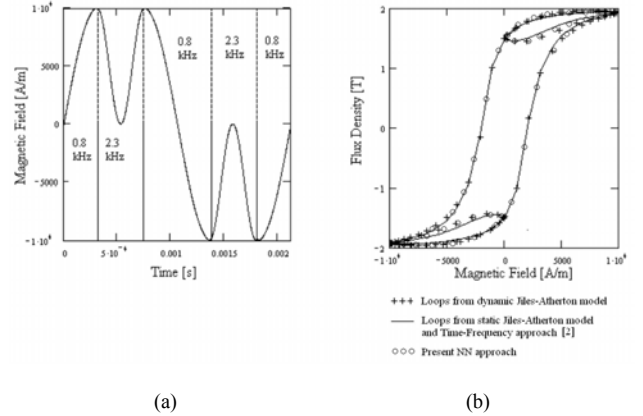 1·10⁴
5000
0
-5000
-1·10⁴
Magnetic Field [A/m]
0.8
kHz
2.3
kHz
0.8
kHz
2.3
kHz
0.8
kHz
0
5·10⁻⁴
0.001
0.0015
0.002
Time [s]
(a)
2
1
0
-1
-2
Flux Density [T]
-1·10⁴
-5000
0
5000
1·10⁴
Magnetic Field [A/m]
+++ Loops from dynamic Jiles-Atherton model
Loops from static Jiles-Atherton model
and Time-Frequency approach [2]
○○○ Present NN approach
(b)